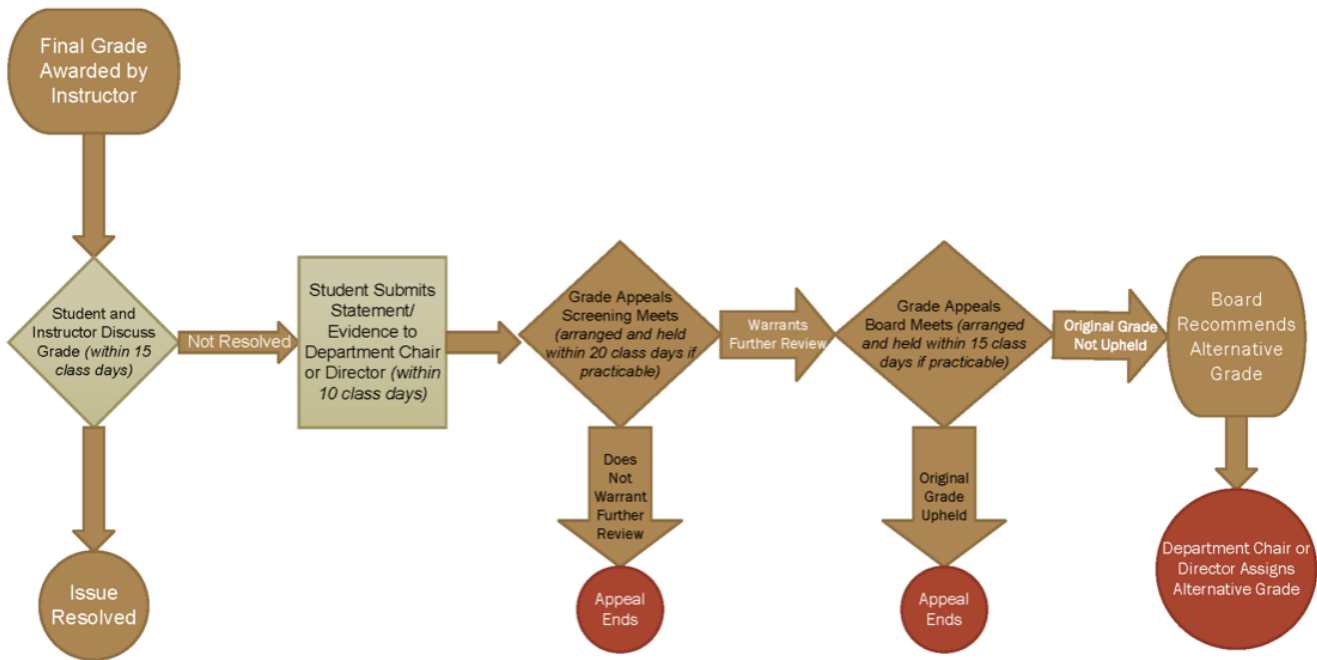 Final Grade
Awarded by
Instructor
Student and
Instructor Discuss
Grade (within 15
class days)
Not Resolved
Issue
Resolved
Student Submits
Statement/
Evidence to
Department Chair
or Director (within
10 class days)
Grade Appeals
Screening Meets
(arranged and held
within 20 class days if
practicable)
Warrants
Further Review
Does
Not
Warrant
Further
Review
Appeal
Ends
Grade Appeals
Board Meets (arranged
and held within 15 class
days if practicable)
Original Grade
Not Upheld
Original
Grade
Upheld
Appeal
Ends
Board
Recommends
Alternative
Grade
Department Chair or
Director Assigns
Alternative Grade